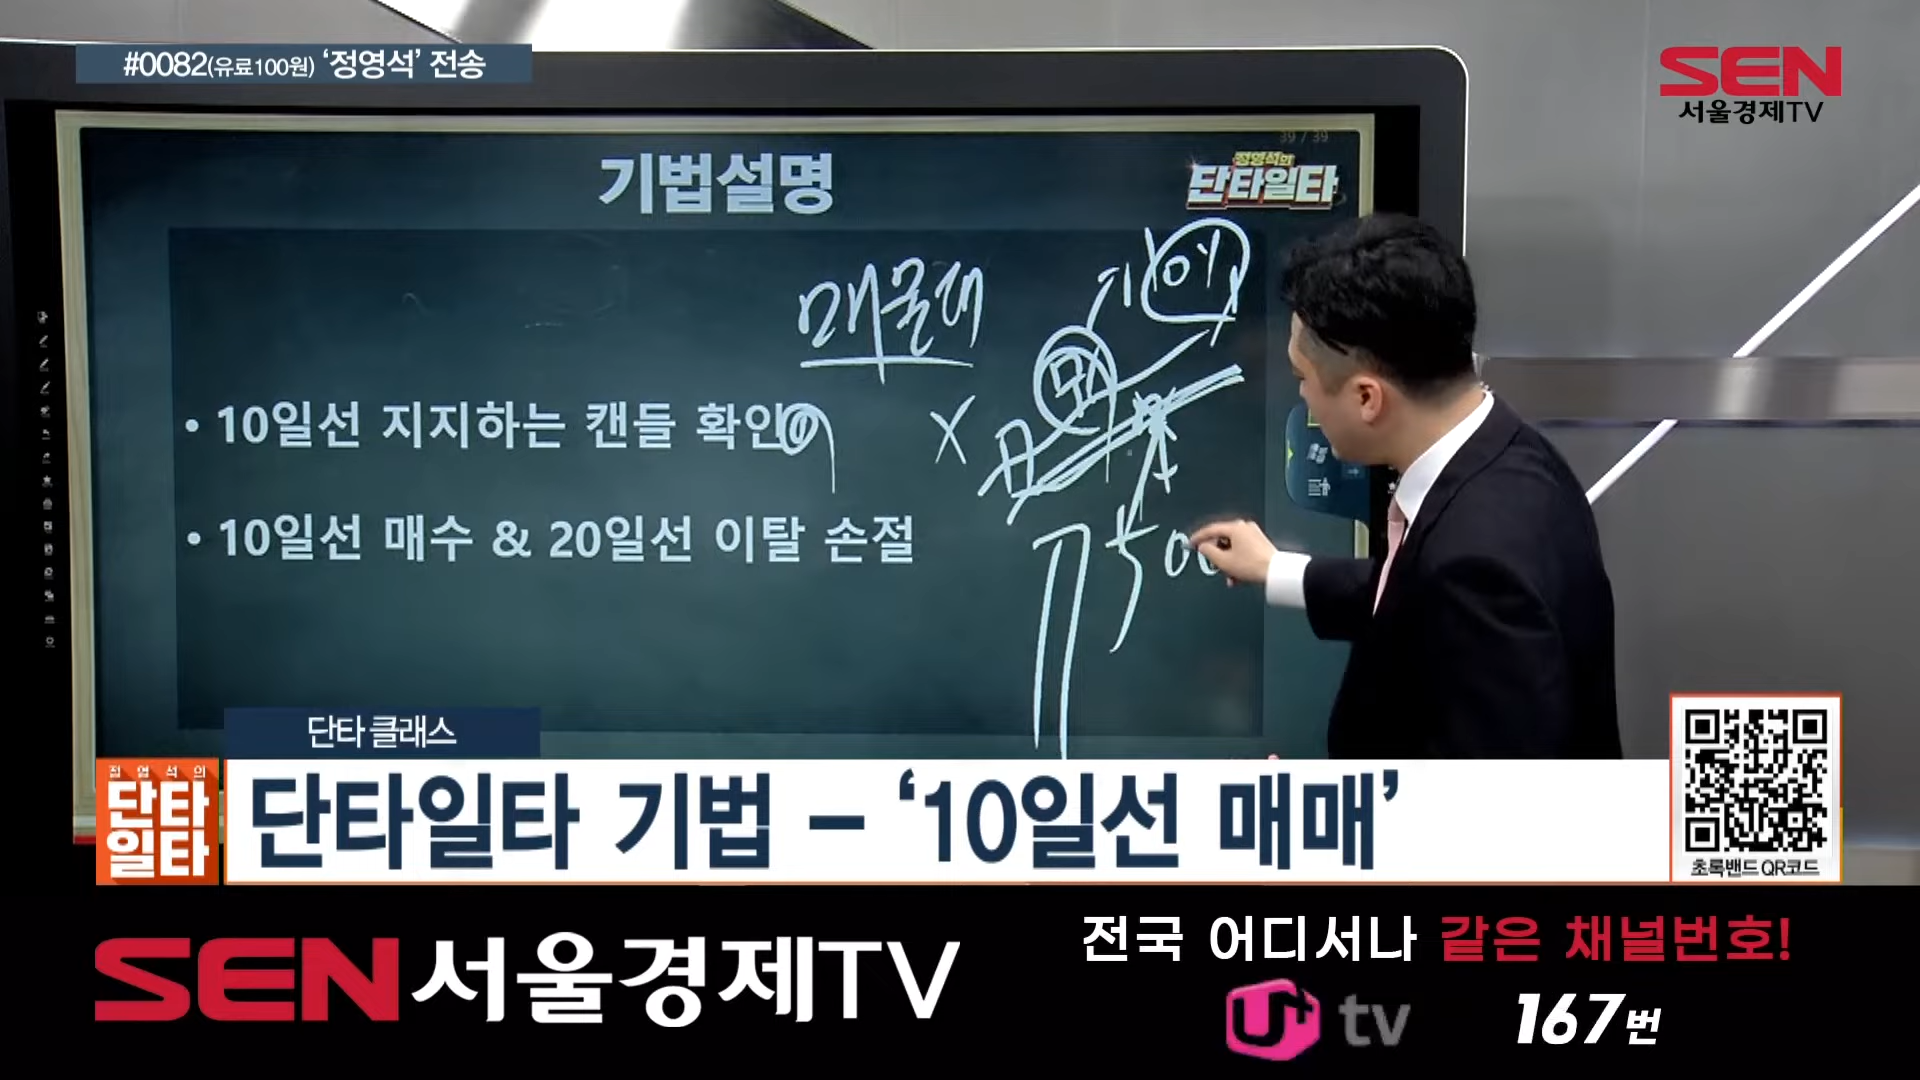 #0082(유료100원) ‘정영석’ 전송
SEN
서울경제TV
39 / 39
기법설명
정영석의
단타일타
매물대
• 10일선 지지하는 캔들 확인
• 10일선 매수 & 20일선 이탈 손절
X
단타 클래스
정영석의
단타
일타
단타일타 기법 – ‘10일선 매매’
초록밴드 QR코드
SEN서울경제TV
전국 어디서나 같은 채널번호!
U+ tv
167번